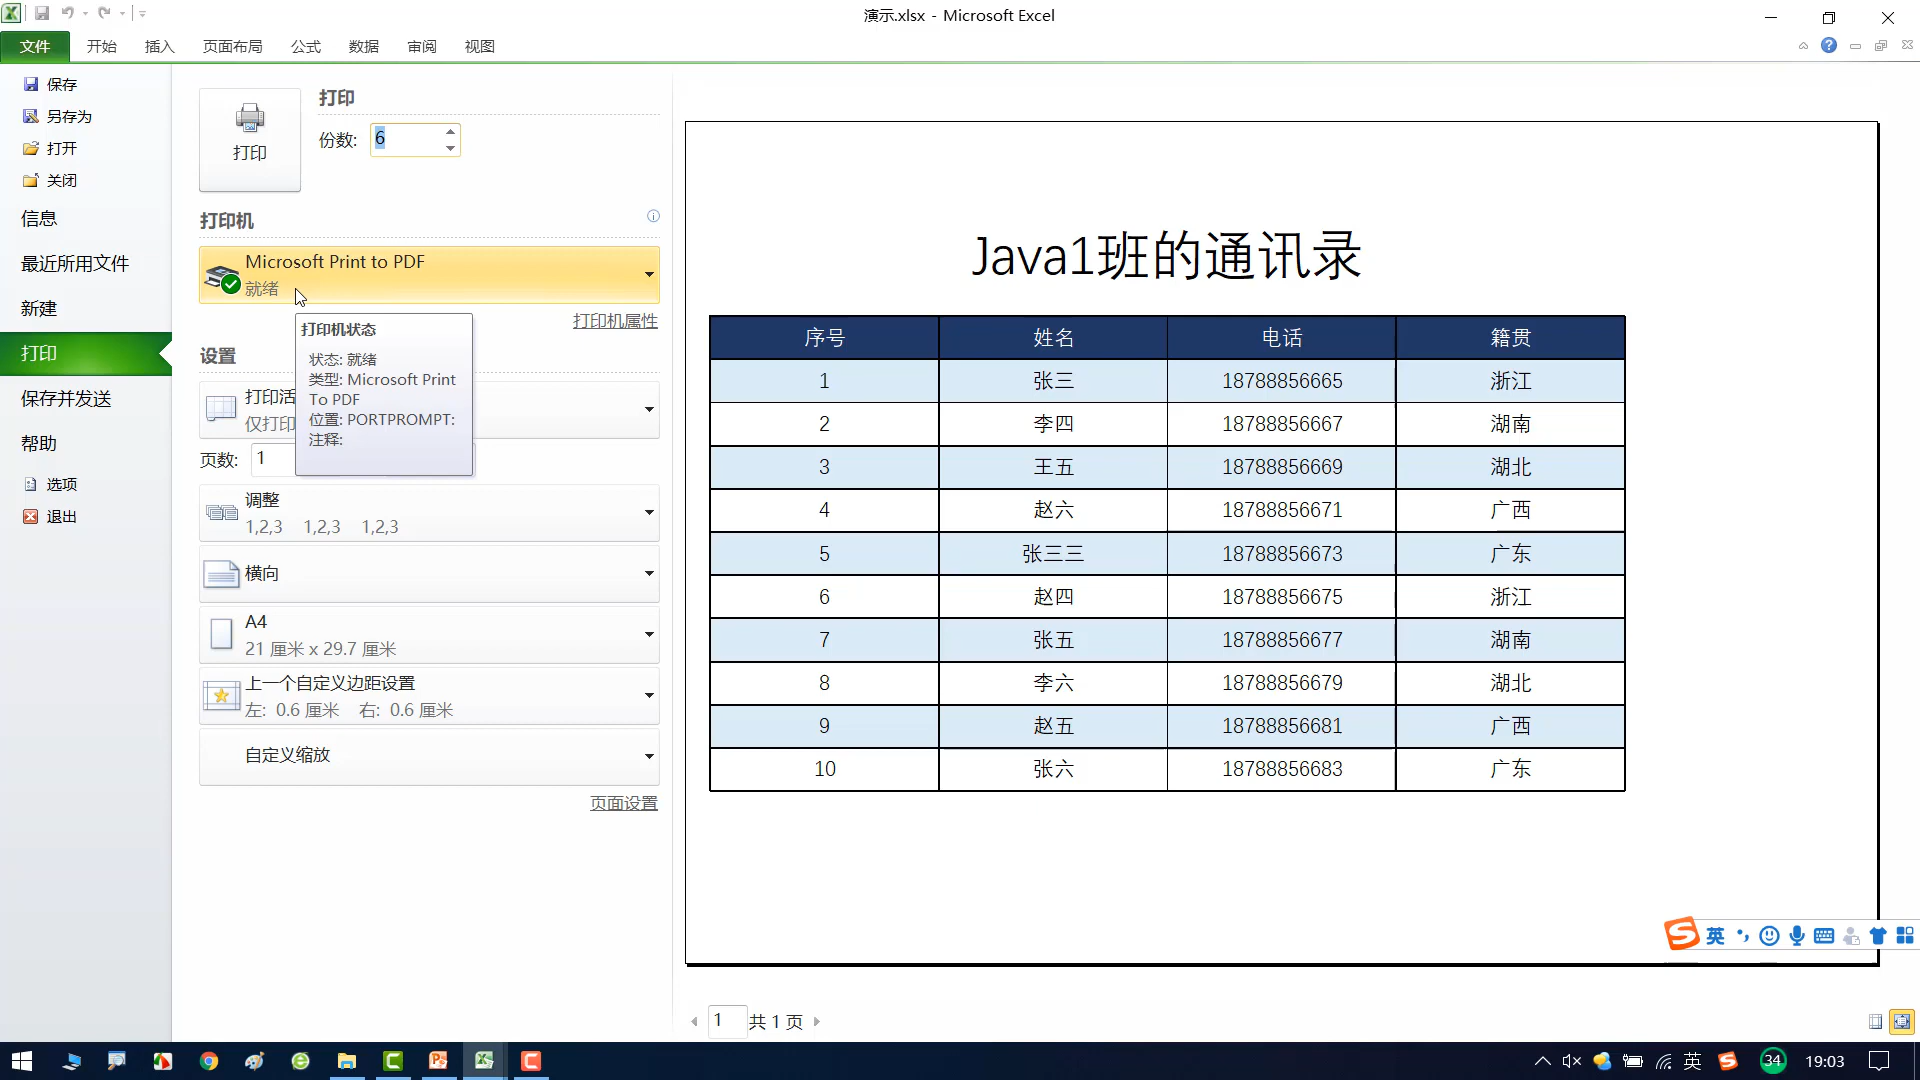 演示.xlsx - Microsoft Excel
文件 开始 插入 页面布局 公式 数据 审阅 视图
保存
另存为
打开
关闭
信息
最近所用文件
新建
打印
保存并发送
帮助
选项
退出
打印
打印
份数: 6
打印机
Microsoft Print to PDF
就绪
打印机属性
打印机状态
状态: 就绪
类型: Microsoft Print
To PDF
位置: PORTPROMPT:
注释:
设置
打印活
仅打印
页数: 1
调整
1,2,3 1,2,3 1,2,3
横向
A4
21 厘米 x 29.7 厘米
上一个自定义边距设置
左: 0.6 厘米 右: 0.6 厘米
自定义缩放
页面设置
Java1班的通讯录
序号 姓名 电话 籍贯
1 张三 18788856665 浙江
2 李四 18788856667 湖南
3 王五 18788856669 湖北
4 赵六 18788856671 广西
5 张三三 18788856673 广东
6 赵四 18788856675 浙江
7 张五 18788856677 湖南
8 李六 18788856679 湖北
9 赵五 18788856681 广西
10 张六 18788856683 广东
英
1 共 1 页
英 34 19:03